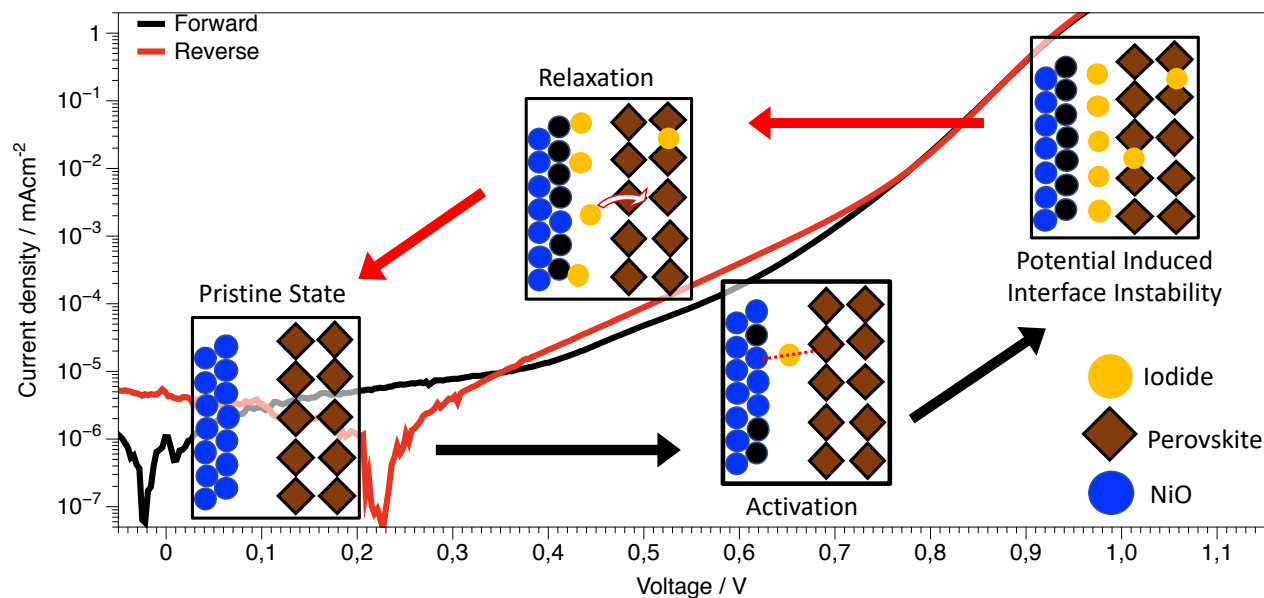 Forward
Reverse
Current density / mAcm⁻²
1
10⁻¹
10⁻²
10⁻³
10⁻⁴
10⁻⁵
10⁻⁶
10⁻⁷
Relaxation
Pristine State
Potential Induced
Interface Instability
Activation
Iodide
Perovskite
NiO
0
0,1
0,2
0,3
0,4
0,5
0,6
0,7
0,8
0,9
1,0
1,1
Voltage / V